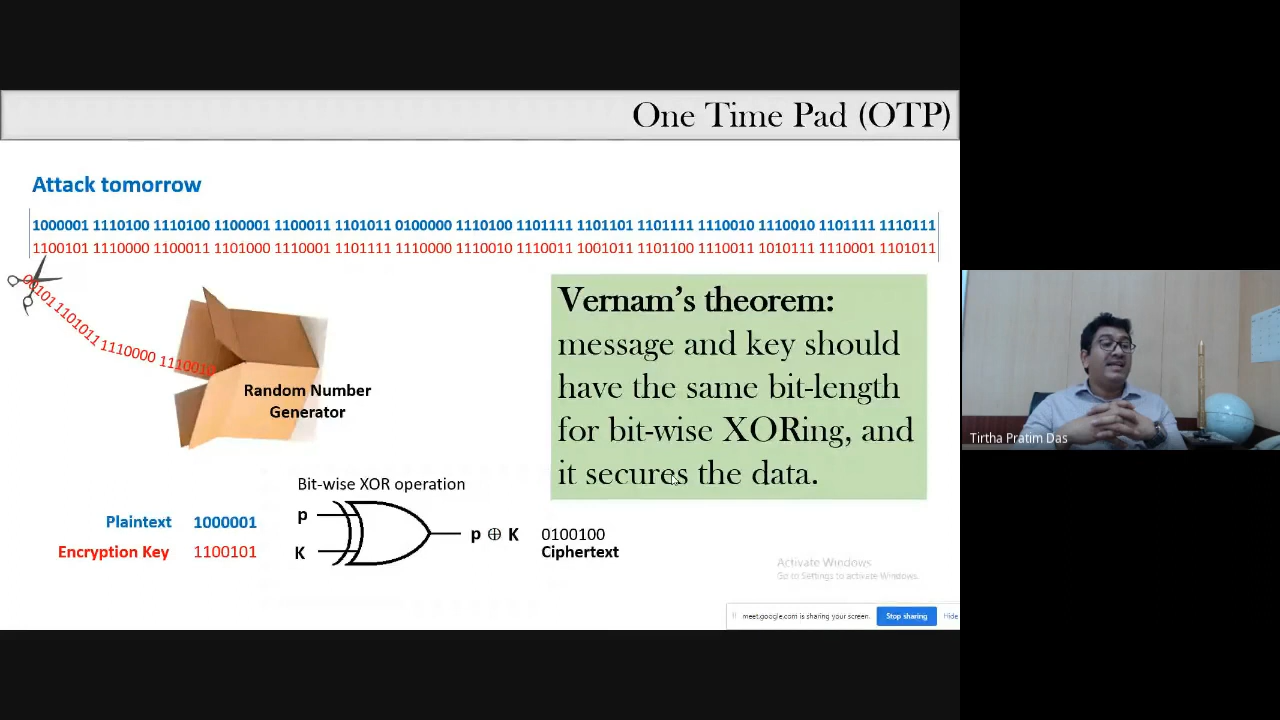 One Time Pad (OTP)
Attack tomorrow
1000001 1110100 1110100 1100001 1100011 1101011 0100000 1110100 1101111 1101101 1101111 1110010 1110010 1101111 1110111
1100101 1110000 1100011 1101000 1110001 1101111 1110000 1110010 1110011 1001011 1101100 1110011 1010111 1110001 1101011
1101011 1110000 1110010
Random Number
Generator
Vernam's theorem:
message and key should
have the same bit-length
for bit-wise XORing, and
it secures the data.
Bit-wise XOR operation
Plaintext 1000001
Encryption Key 1100101
p
K
p ⊕ K 0100100
Ciphertext
Activate Windows
Go to Settings to activate Windows.
meet.google.com is sharing your screen. Stop sharing Hide
Tirtha Pratim Das